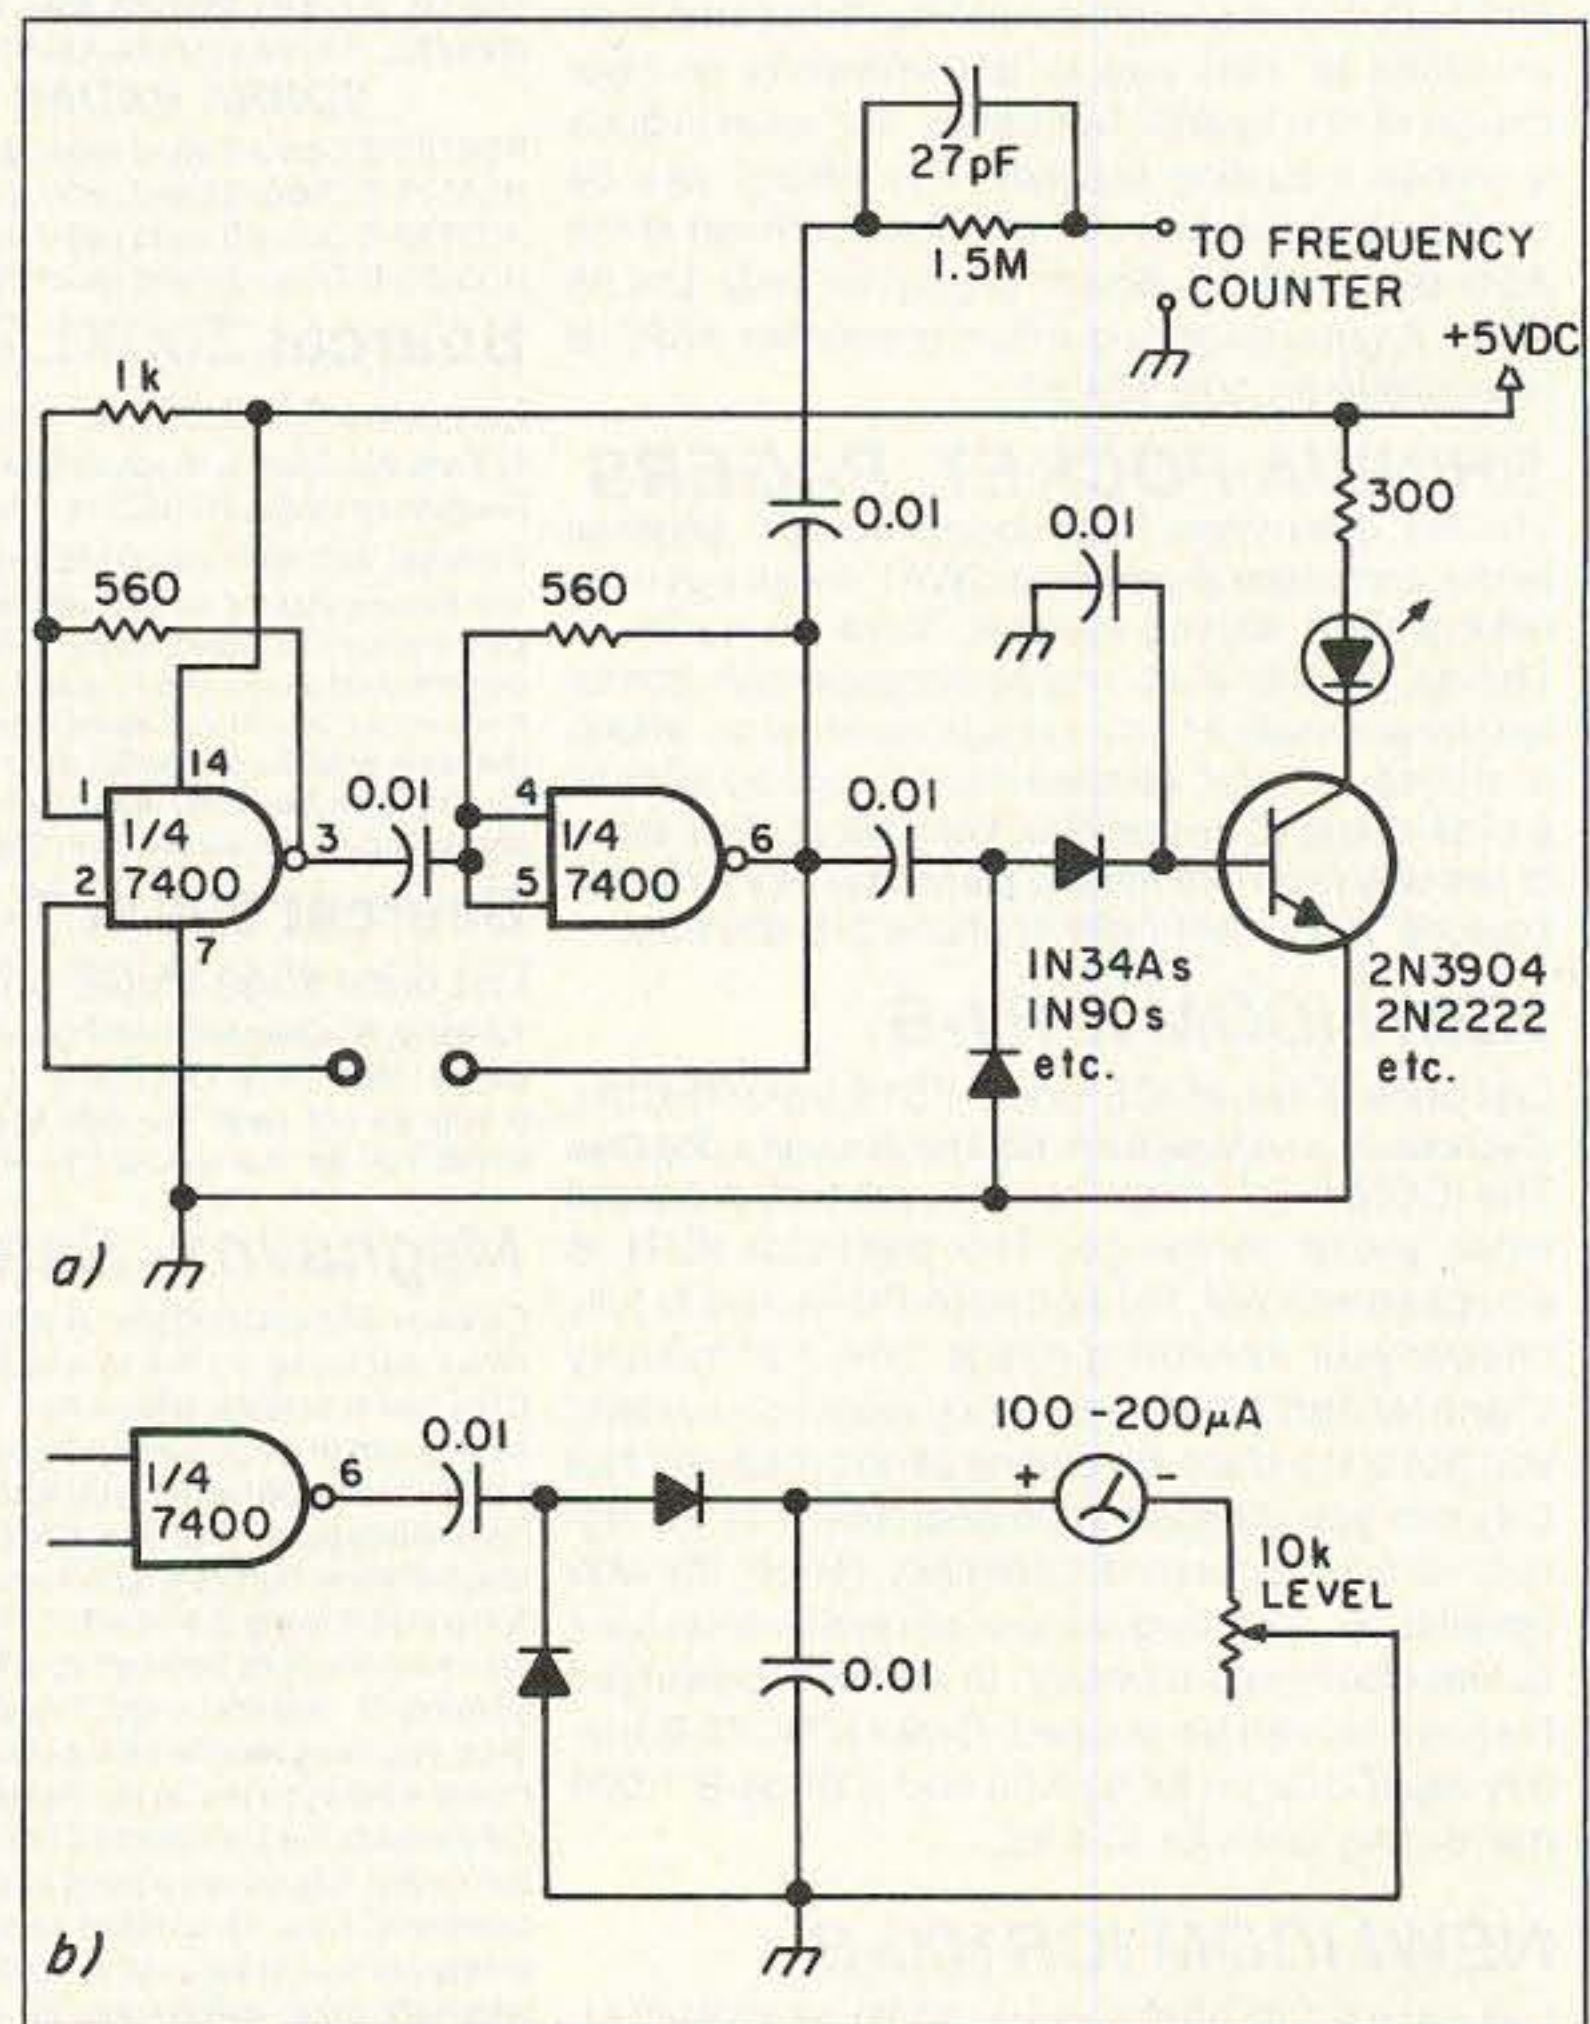 27pF
1.5M
TO FREQUENCY
COUNTER
+5VDC
1k
300
0.01
0.01
560
560
14
1
2
1/4
7400
3
7
0.01
4
5
1/4
7400
6
0.01
1N34As
1N90s
etc.
2N3904
2N2222
etc.
a)
1/4
7400
6
0.01
100-200µA
+
-
10k
LEVEL
0.01
b)